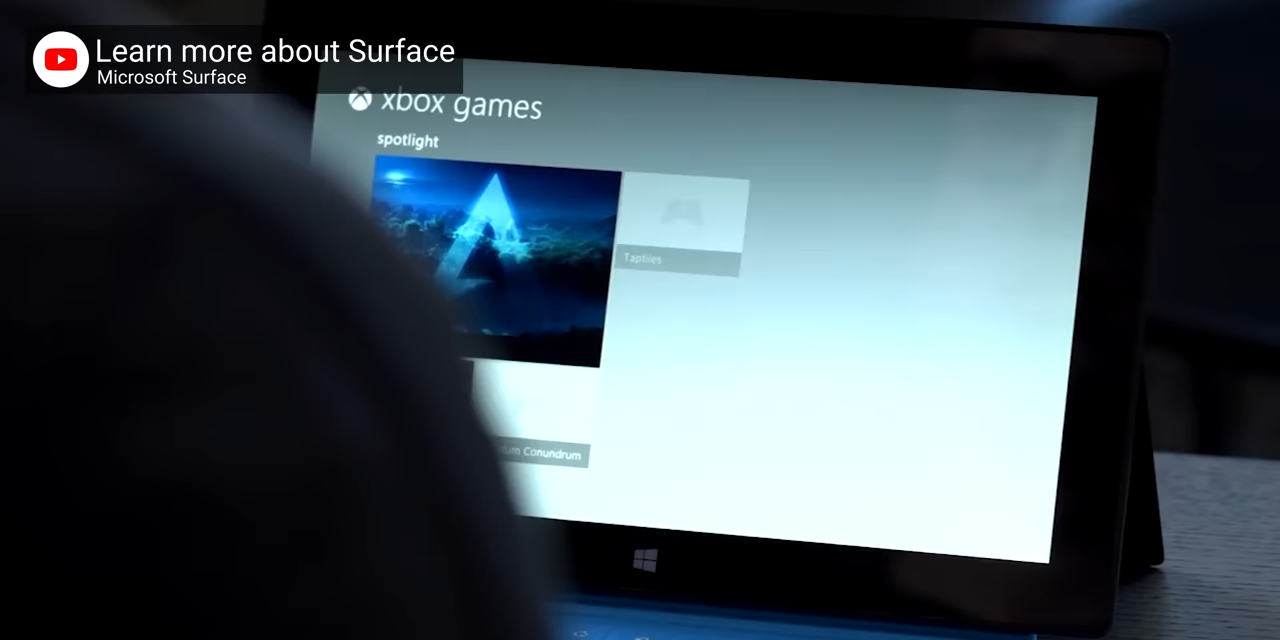 Learn more about Surface
Microsoft Surface
xbox games
spotlight
Taptiles
Conundrum